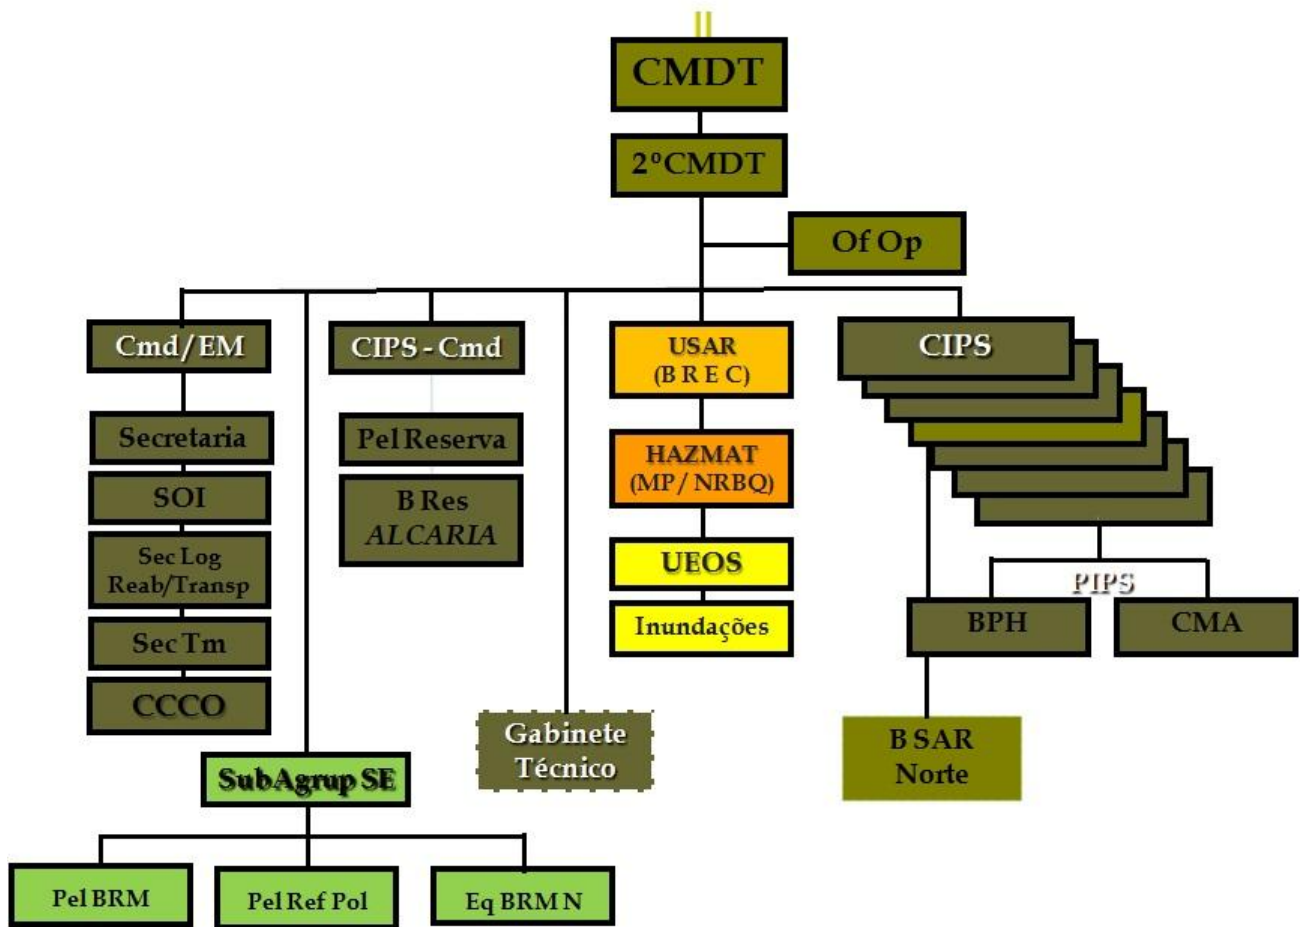 CMDT
2ºCMDT
Of Op
Cmd/EM
Secretaria
SOI
Sec Log
Reab/Transp
Sec Tm
CCCO
SubAgrup SE
Pel BRM
Pel Ref Pol
Eq BRM N
CIPS - Cmd
Pel Reserva
B Res
ALCARIA
Gabinete
Técnico
USAR
(B R E C)
HAZMAT
(MP / NRBQ)
UEOS
Inundações
CIPS
PIPS
BPH
CMA
B SAR
Norte